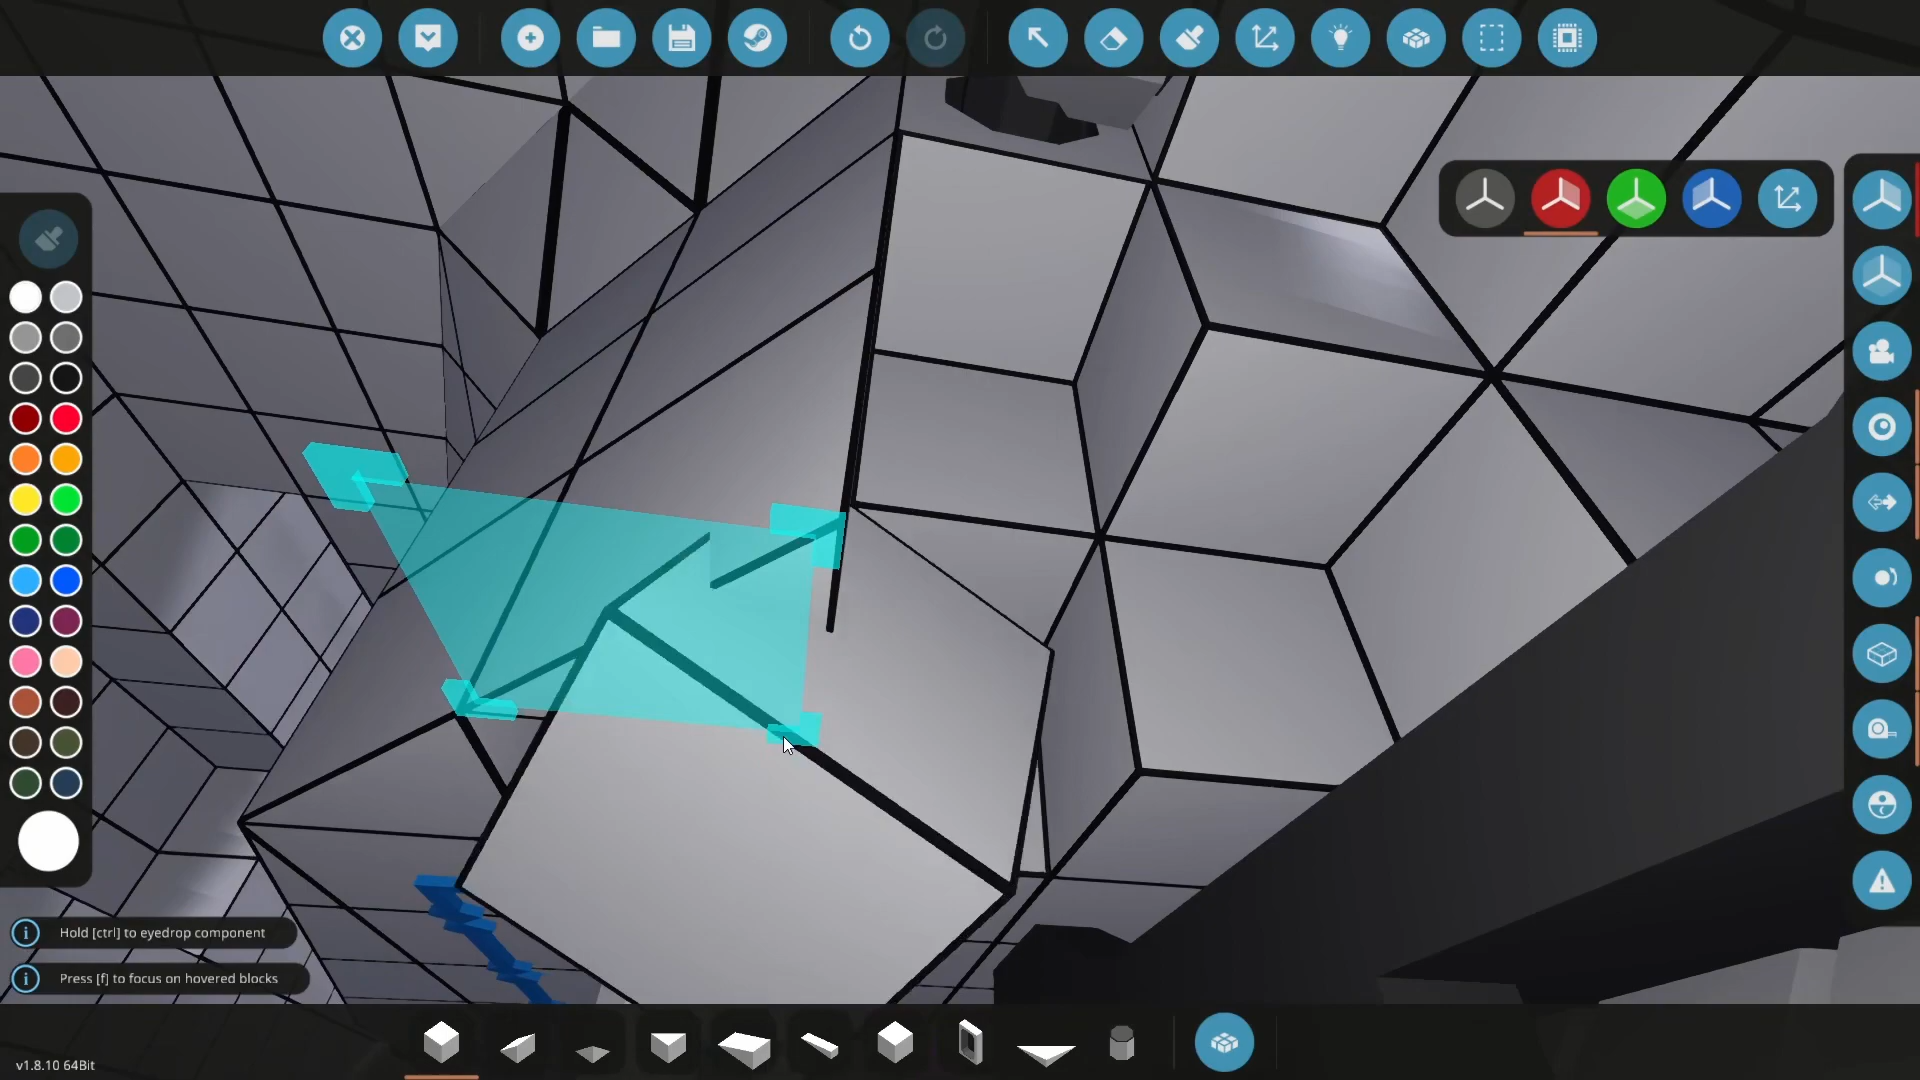 Hold [ctrl] to eyedrop component
Press [f] to focus on hovered blocks
v1.8.10 64Bit